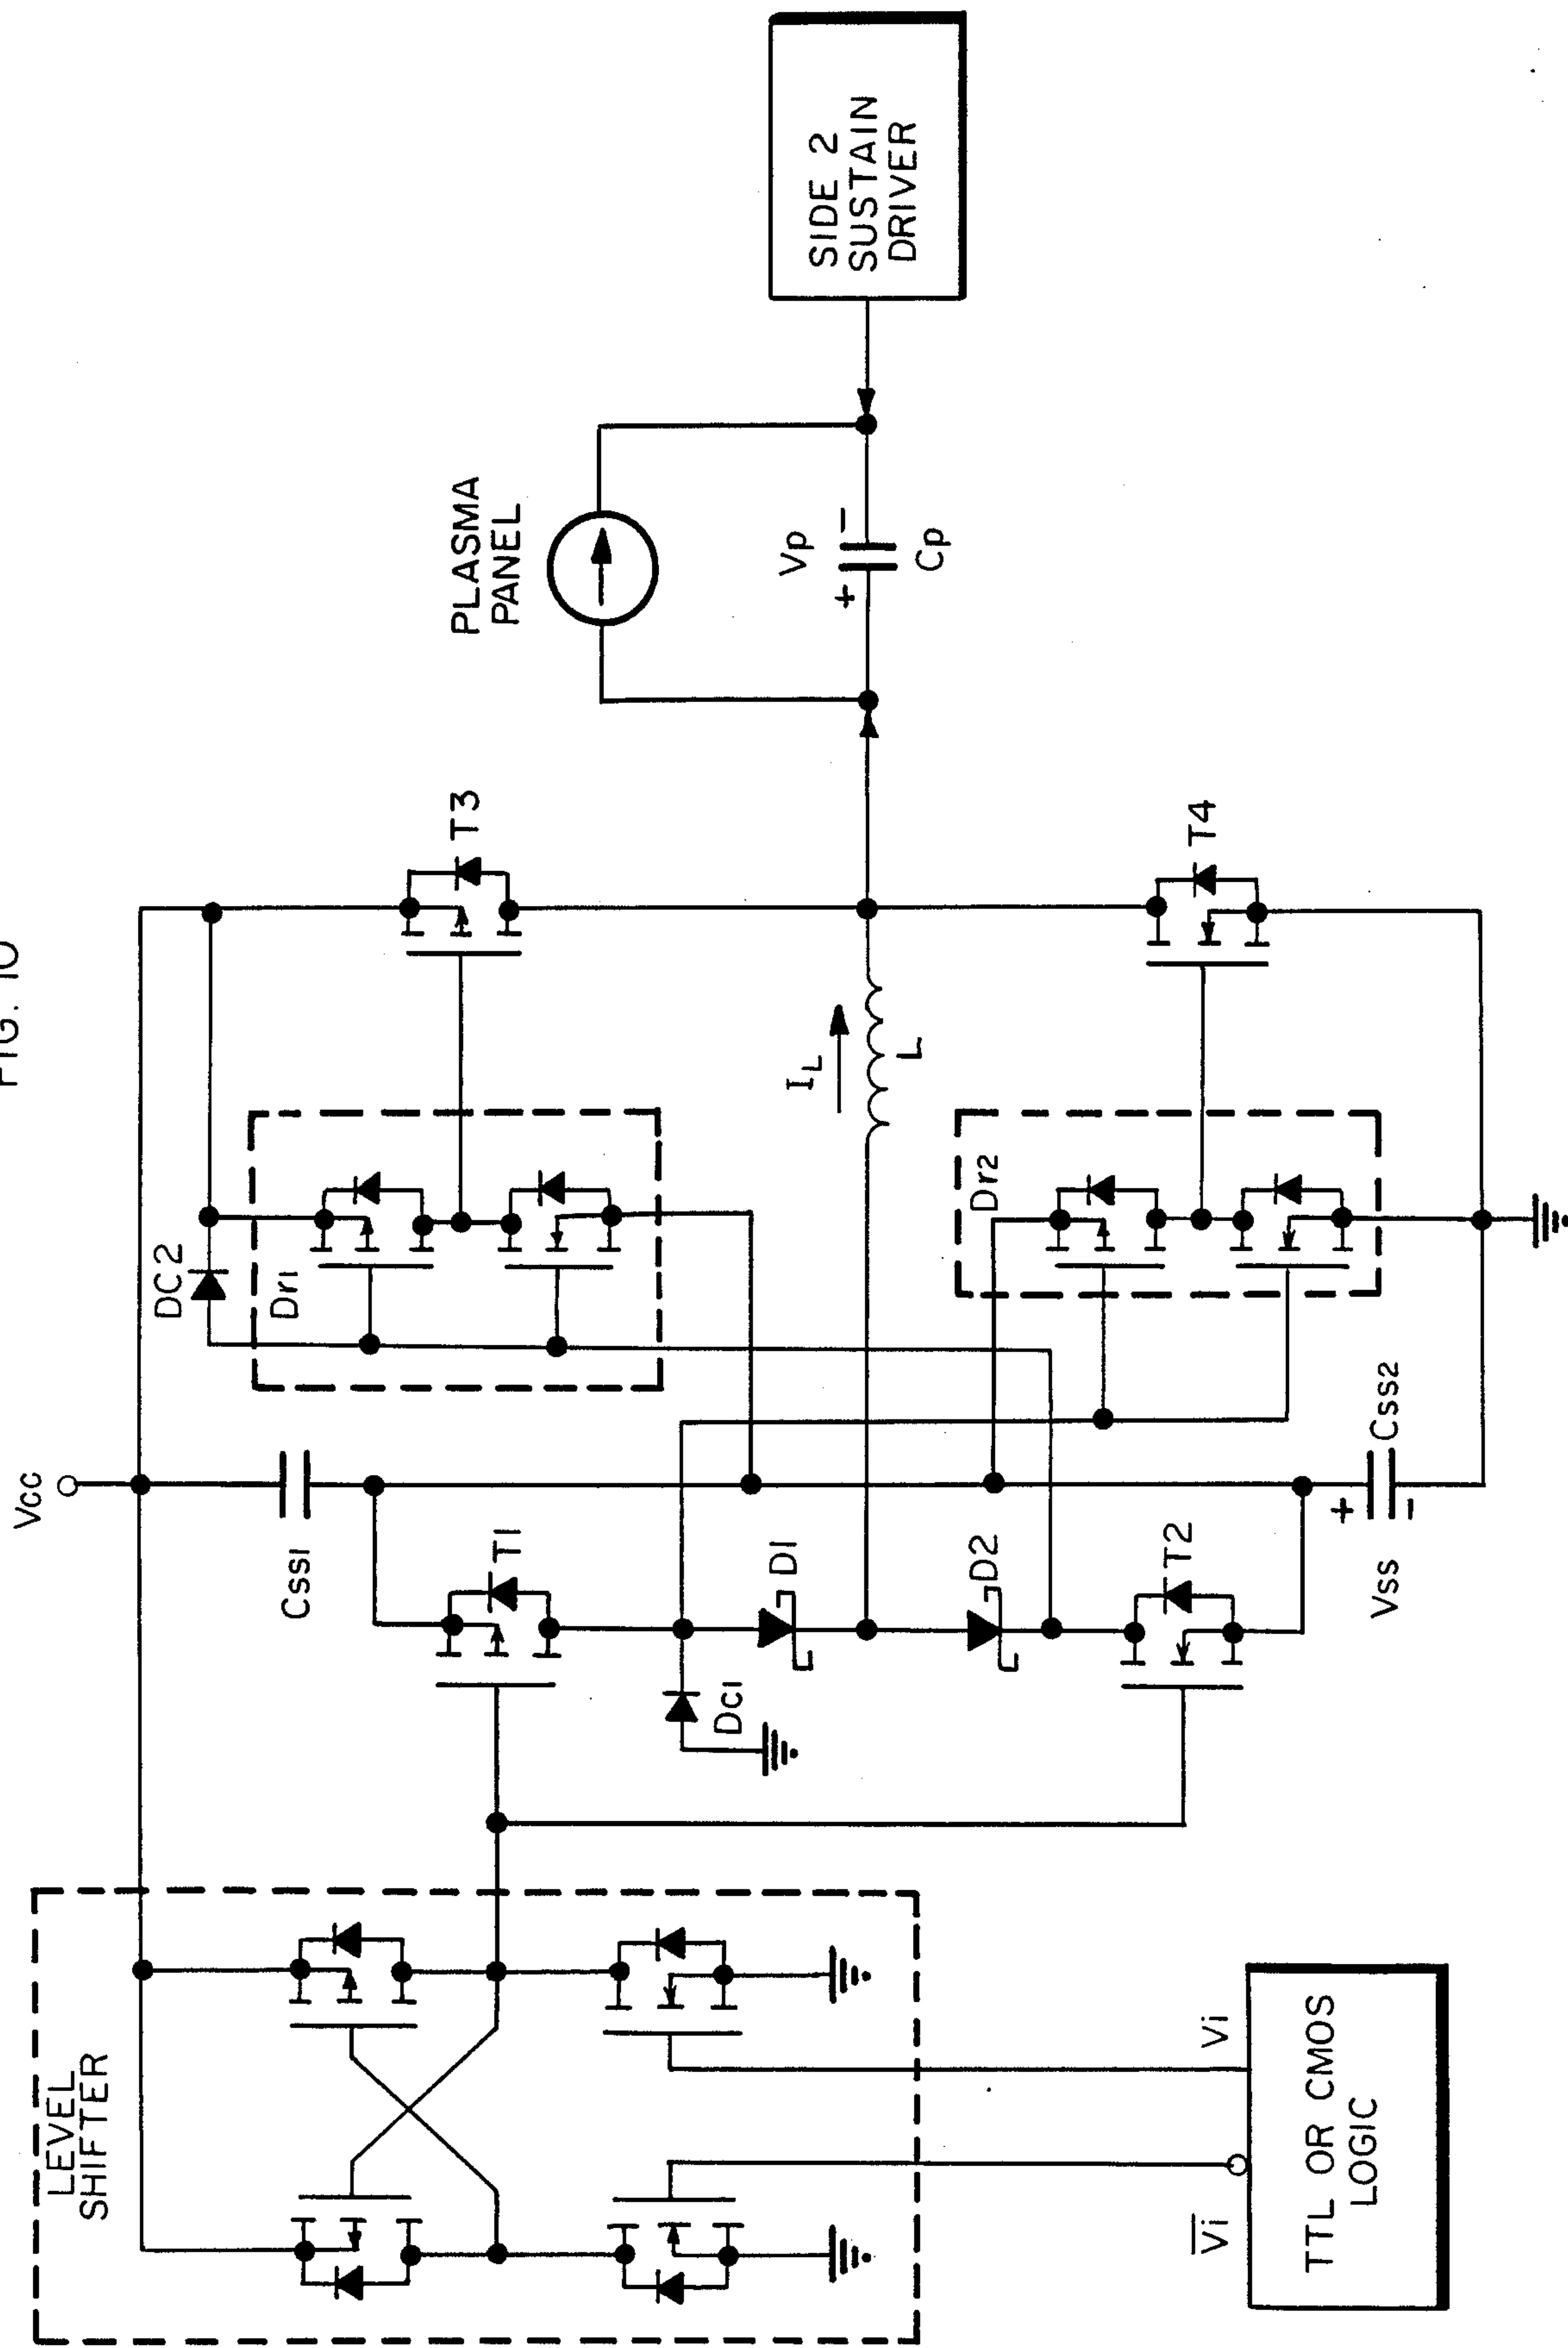 FIG. 10
LEVEL
SHIFTER
Vcc
Css1
T1
Dc1
D1
D2
T2
Vss
+
-
Css2
DC2
Dr1
Dr2
IL
L
T3
T4
PLASMA
PANEL
Vp
+
-
Cp
SIDE 2
SUSTAIN
DRIVER
V̅i̅
Vi
TTL OR CMOS
LOGIC